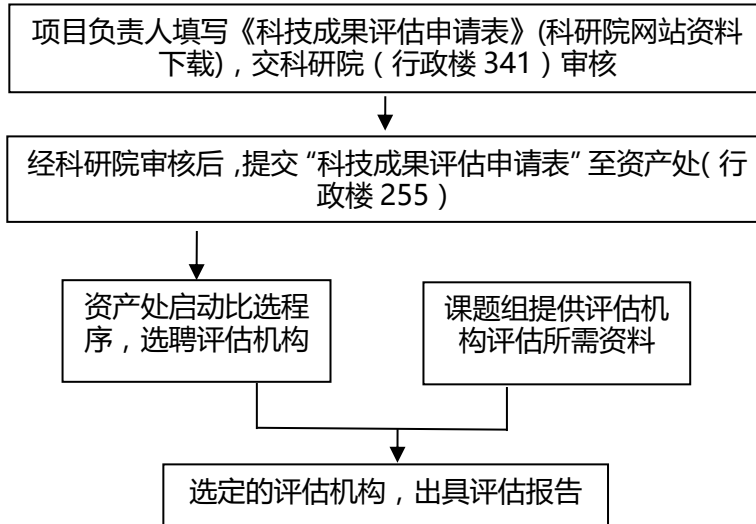 项目负责人填写《科技成果评估申请表》(科研院网站资料
下载)，交科研院（行政楼 341）审核
经科研院审核后 ,提交“科技成果评估申请表”至资产处( 行
政楼 255 )
资产处启动比选程
序，选聘评估机构
课题组提供评估机
构评估所需资料
选定的评估机构，出具评估报告